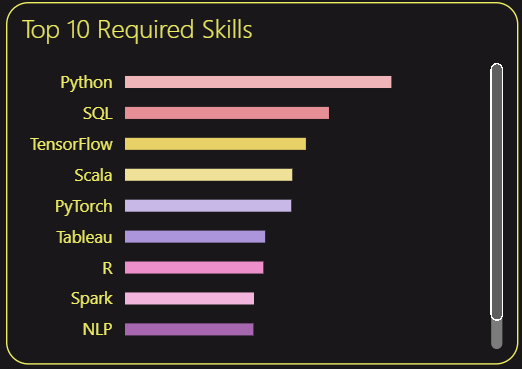 Top 10 Required Skills
Python
SQL
TensorFlow
Scala
PyTorch
Tableau
R
Spark
NLP